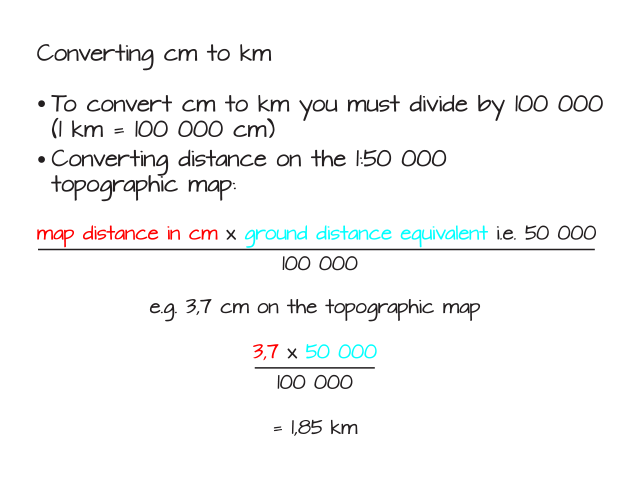 Converting cm to km
• To convert cm to km you must divide by 100 000
(1 km = 100 000 cm)
• Converting distance on the 1:50 000
topographic map:
map distance in cm x ground distance equivalent i.e. 50 000
100 000
e.g. 3,7 cm on the topographic map
3,7 x 50 000
100 000
= 1,85 km